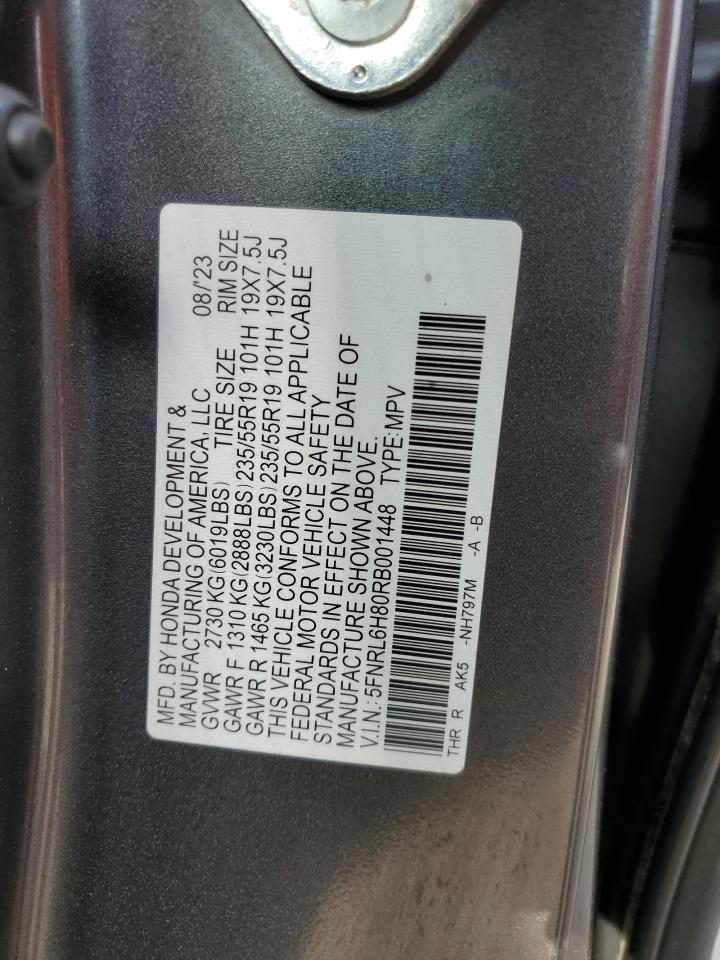 MFD. BY HONDA DEVELOPMENT &
MANUFACTURING OF AMERICA, LLC 08/'23
GVWR 2730 KG(6019LBS) TIRE SIZE RIM SIZE
GAWR F 1310 KG(2888LBS) 235/55R19 101H 19X7.5J
GAWR R 1465 KG(3230LBS) 235/55R19 101H 19X7.5J
THIS VEHICLE CONFORMS TO ALL APPLICABLE
FEDERAL MOTOR VEHICLE SAFETY
STANDARDS IN EFFECT ON THE DATE OF
MANUFACTURE SHOWN ABOVE.
V.I.N.: 5FNRL6H80RB001448 TYPE: MPV
THR R AK5 -NH797M -A -B